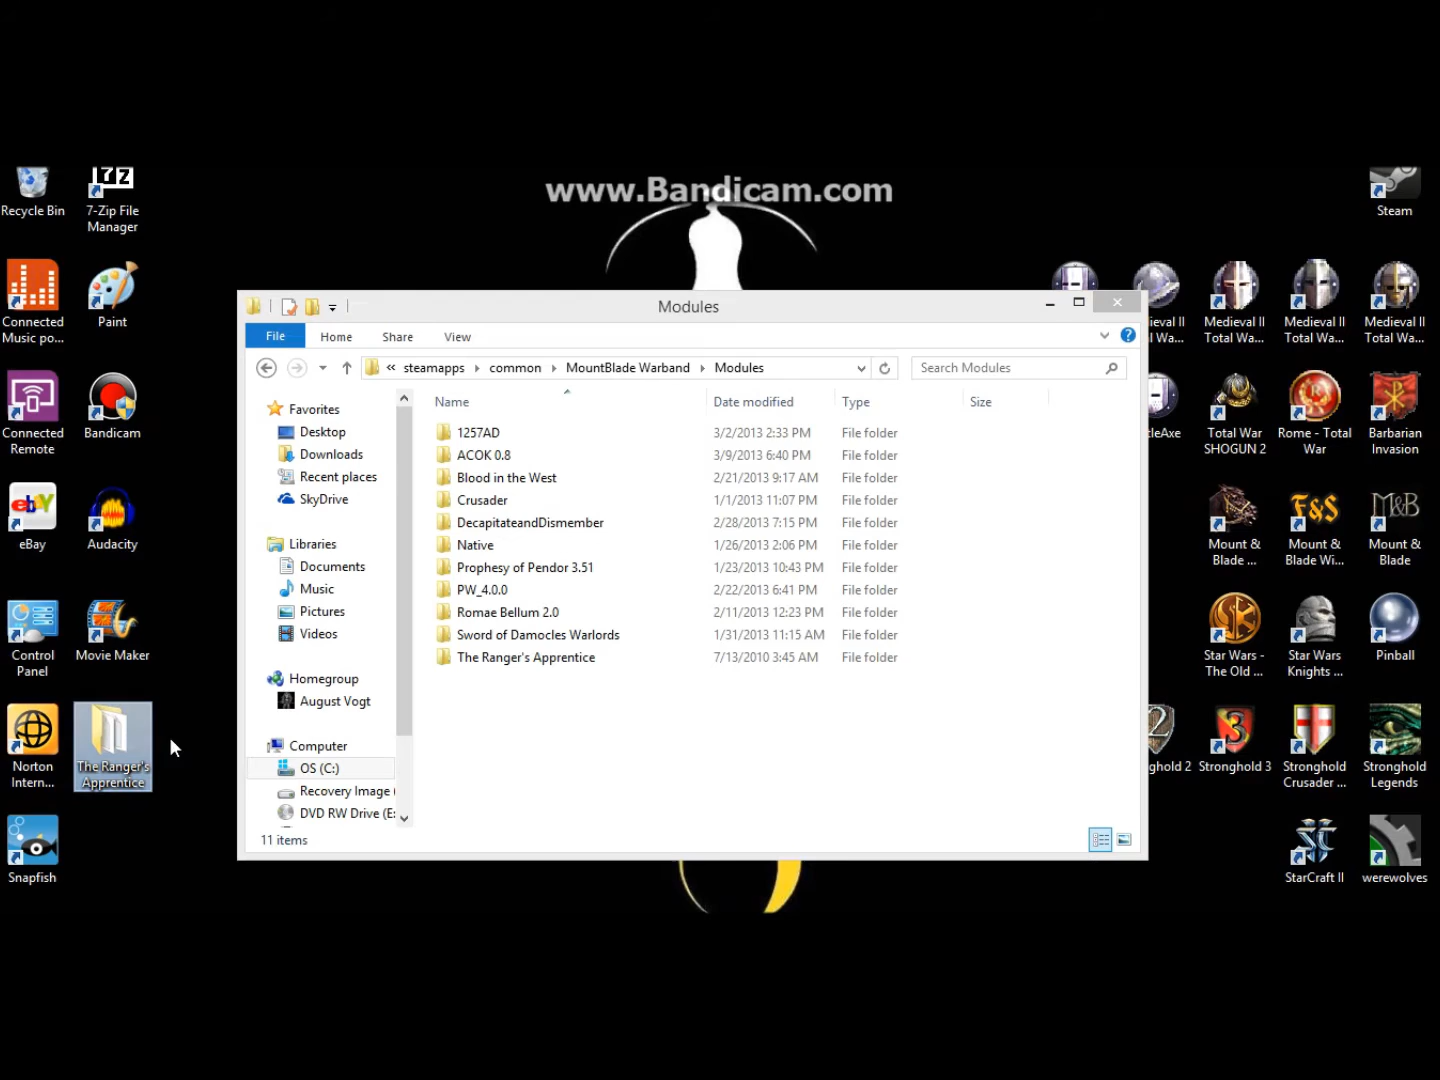 www.Bandicam.com
Recycle Bin
7-Zip File
Manager
Steam
Connected
Music po...
Paint
Medieval II
Total Wa...
Medieval II
Total Wa...
Medieval II
Total Wa...
Connected
Remote
Bandicam
Total War
SHOGUN 2
Rome - Total
War
Barbarian
Invasion
eBay
Audacity
Mount &
Blade ...
Mount &
Blade Wi...
Mount &
Blade
F&S
M&B
Control
Panel
Movie Maker
Star Wars -
The Old ...
Star Wars
Knights ...
Pinball
Norton
Intern...
The Ranger's
Apprentice
Stronghold 3
Stronghold
Crusader ...
Stronghold
Legends
Snapfish
StarCraft II
werewolves
Modules
File Home Share View
« steamapps common MountBlade Warband Modules
Search Modules
Name Date modified Type Size
1257AD 3/2/2013 2:33 PM File folder
ACOK 0.8 3/9/2013 6:40 PM File folder
Blood in the West 2/21/2013 9:17 AM File folder
Crusader 1/1/2013 11:07 PM File folder
DecapitateandDismember 2/28/2013 7:15 PM File folder
Native 1/26/2013 2:06 PM File folder
Prophesy of Pendor 3.51 1/23/2013 10:43 PM File folder
PW_4.0.0 2/22/2013 6:41 PM File folder
Romae Bellum 2.0 2/11/2013 12:23 PM File folder
Sword of Damocles Warlords 1/31/2013 11:15 AM File folder
The Ranger's Apprentice 7/13/2010 3:45 AM File folder
Favorites
Desktop
Downloads
Recent places
SkyDrive
Libraries
Documents
Music
Pictures
Videos
Homegroup
August Vogt
Computer
OS (C:)
Recovery Image (
DVD RW Drive (E:
11 items